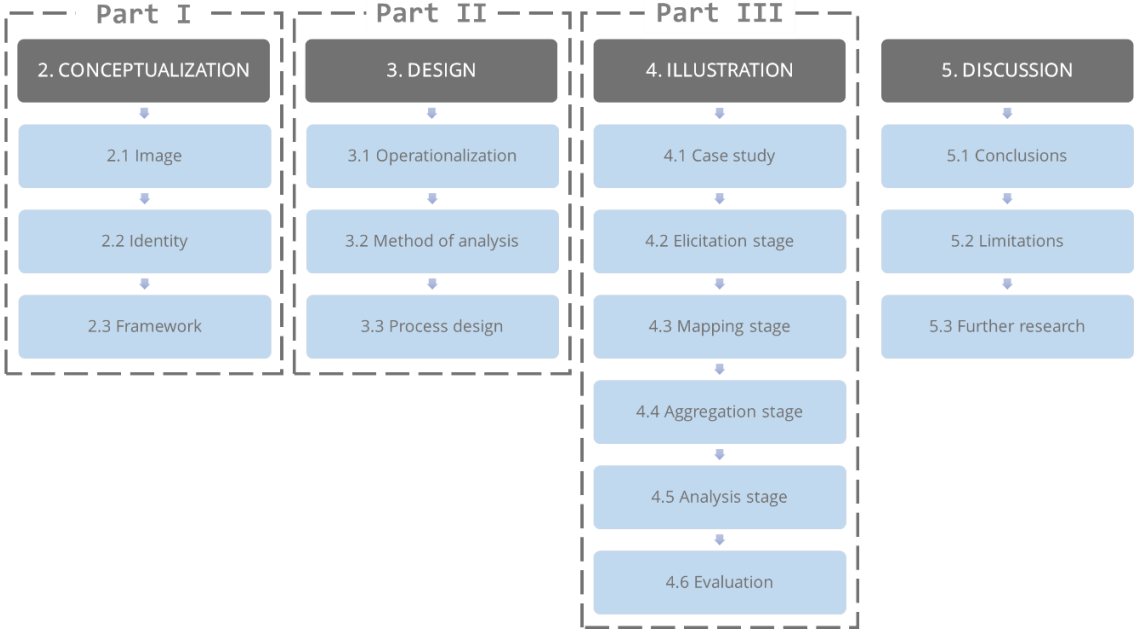 Part I
2. CONCEPTUALIZATION
2.1 Image
2.2 Identity
2.3 Framework
Part II
3. DESIGN
3.1 Operationalization
3.2 Method of analysis
3.3 Process design
Part III
4. ILLUSTRATION
4.1 Case study
4.2 Elicitation stage
4.3 Mapping stage
4.4 Aggregation stage
4.5 Analysis stage
4.6 Evaluation
5. DISCUSSION
5.1 Conclusions
5.2 Limitations
5.3 Further research